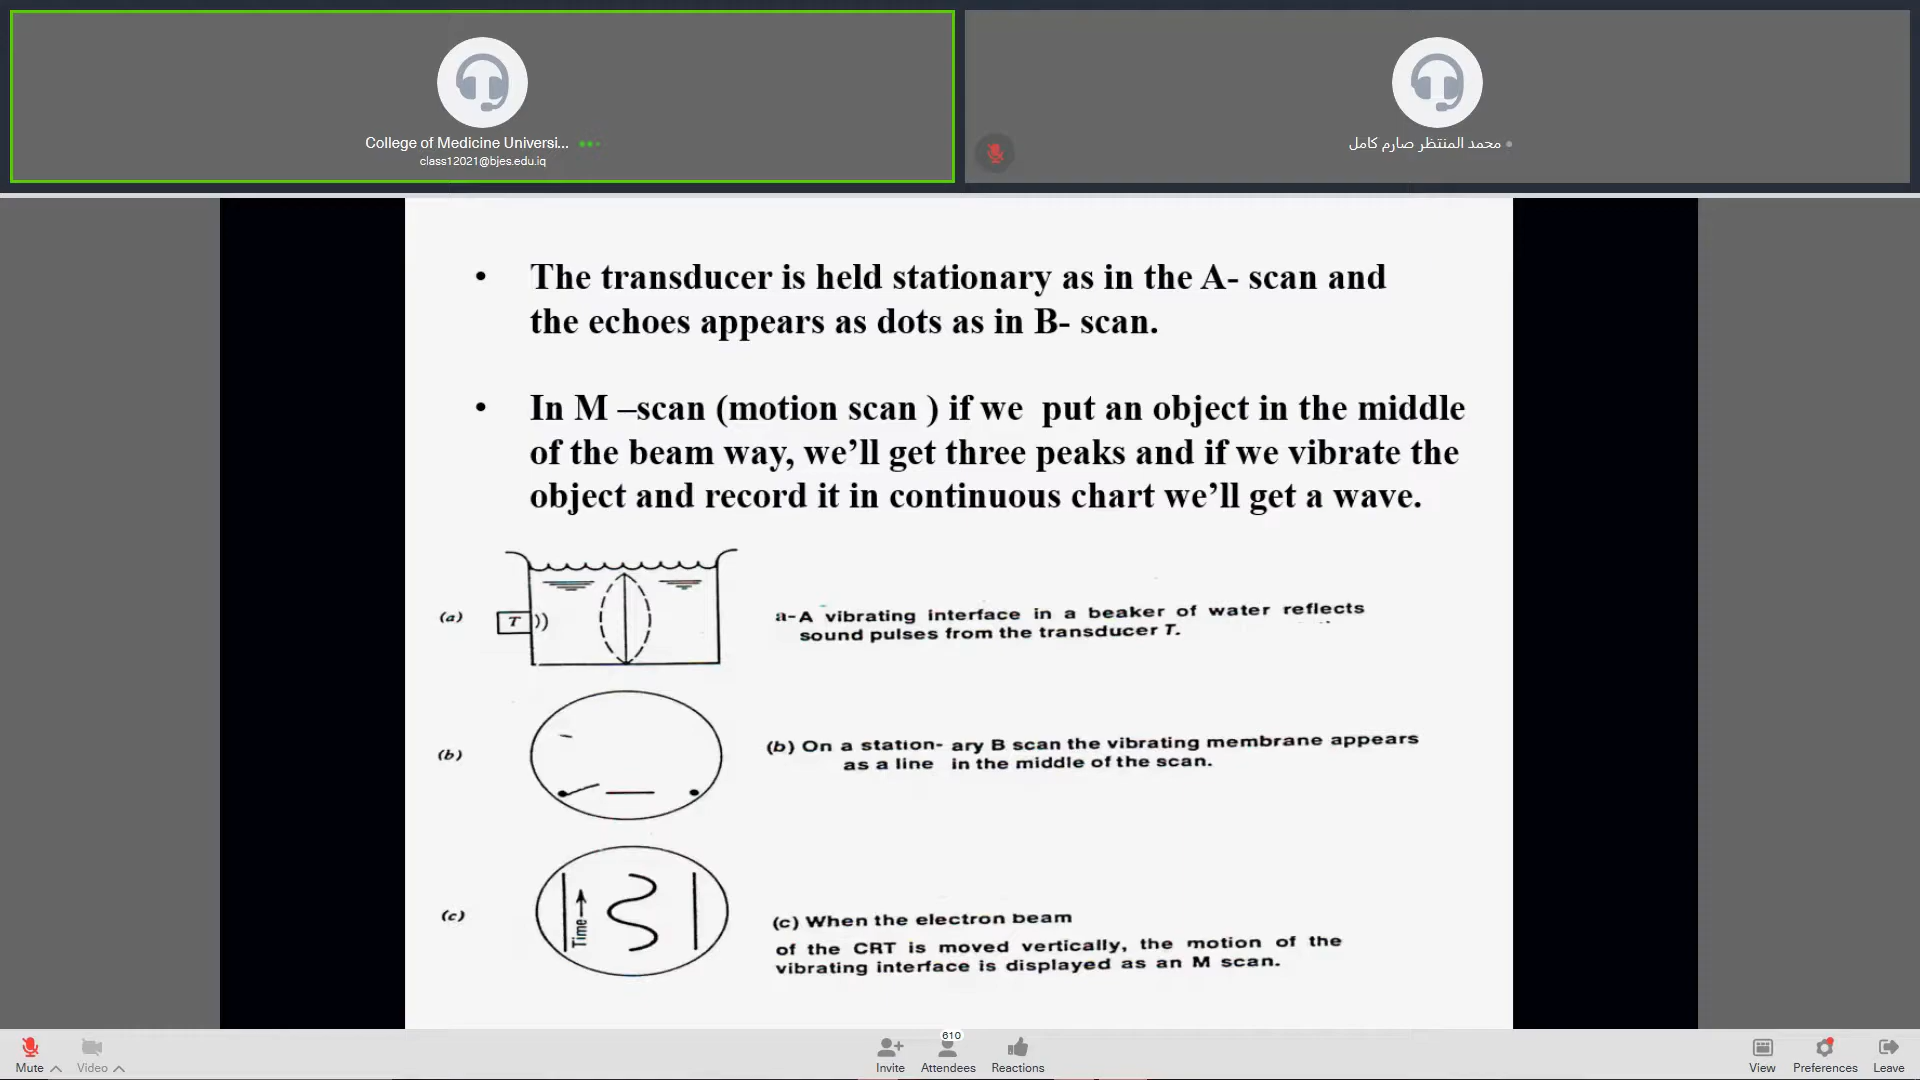 College of Medicine Universi...
class12021@bjes.edu.iq
محمد المنتظر صارم كامل
• The transducer is held stationary as in the A- scan and
the echoes appears as dots as in B- scan.
• In M –scan (motion scan ) if we put an object in the middle
of the beam way, we’ll get three peaks and if we vibrate the
object and record it in continuous chart we’ll get a wave.
(a)
T
a-A vibrating interface in a beaker of water reflects
sound pulses from the transducer T.
(b)
(b) On a station- ary B scan the vibrating membrane appears
as a line in the middle of the scan.
(c)
Time
(c) When the electron beam
of the CRT is moved vertically, the motion of the
vibrating interface is displayed as an M scan.
610
Mute
Video
Invite
Attendees
Reactions
View
Preferences
Leave